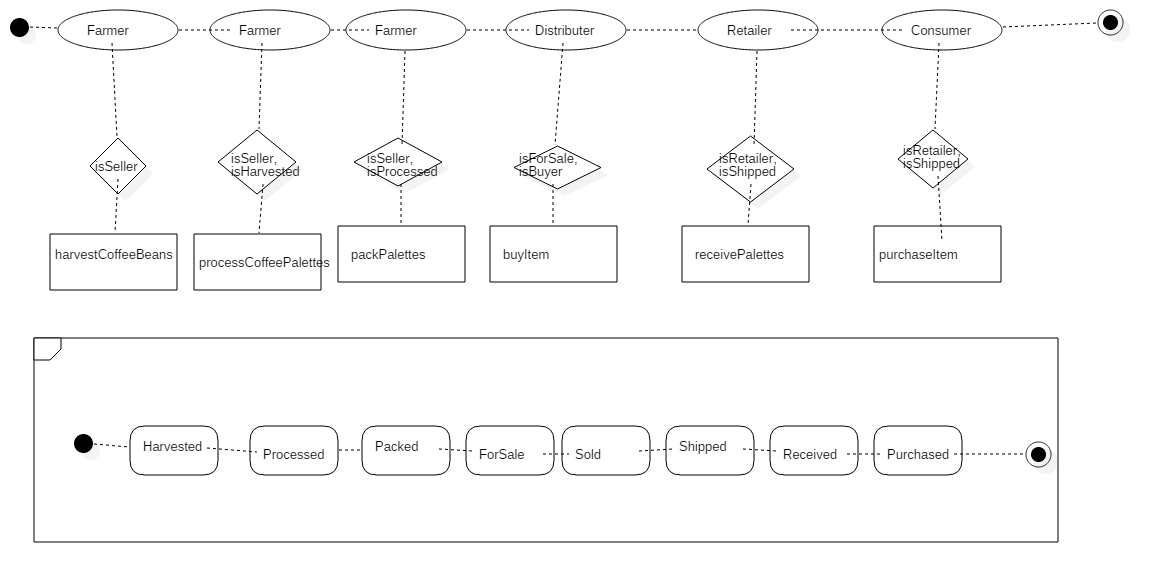 Farmer
Farmer
Farmer
Distributer
Retailer
Consumer
isSeller
isSeller,
isHarvested
isSeller,
isProcessed
isForSale,
isBuyer
isRetailer,
isShipped
isRetailer,
isShipped
harvestCoffeeBeans
processCoffeePalettes
packPalettes
buyItem
receivePalettes
purchaseItem
Harvested
Processed
Packed
ForSale
Sold
Shipped
Received
Purchased